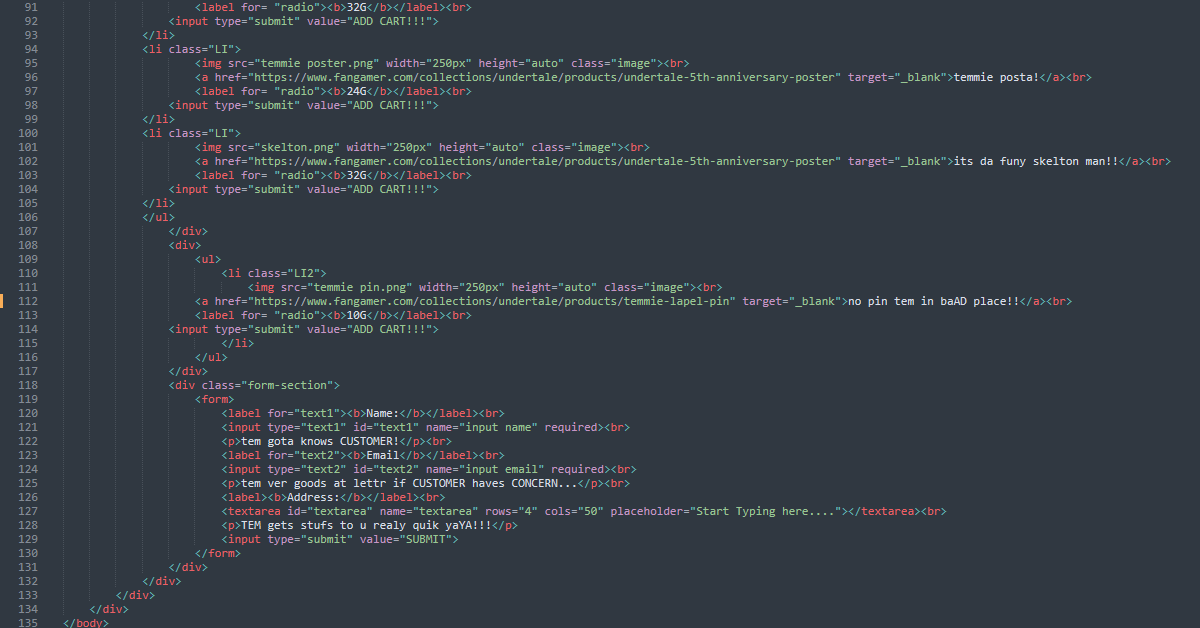 91 <label for= "radio"><b>32G</b></label><br>
92 <input type="submit" value="ADD CART!!!">
93 </li>
94 <li class="LI">
95 <img src="temmie poster.png" width="250px" height="auto" class="image"><br>
96 <a href="https://www.fangamer.com/collections/undertale/products/undertale-5th-anniversary-poster" target="_blank">temmie posta!</a><br>
97 <label for= "radio"><b>24G</b></label><br>
98 <input type="submit" value="ADD CART!!!">
99 </li>
100 <li class="LI">
101 <img src="skelton.png" width="250px" height="auto" class="image"><br>
102 <a href="https://www.fangamer.com/collections/undertale/products/undertale-5th-anniversary-poster" target="_blank">its da funy skelton man!!</a><br>
103 <label for= "radio"><b>32G</b></label><br>
104 <input type="submit" value="ADD CART!!!">
105 </li>
106 </ul>
107 </div>
108 <div>
109 <ul>
110 <li class="LI2">
111 <img src="temmie pin.png" width="250px" height="auto" class="image"><br>
112 <a href="https://www.fangamer.com/collections/undertale/products/temmie-lapel-pin" target="_blank">no pin tem in baAD place!!</a><br>
113 <label for= "radio"><b>10G</b></label><br>
114 <input type="submit" value="ADD CART!!!">
115 </li>
116 </ul>
117 </div>
118 <div class="form-section">
119 <form>
120 <label for="text1"><b>Name:</b></label><br>
121 <input type="text1" id="text1" name="input name" required><br>
122 <p>tem gota knows CUSTOMER!</p><br>
123 <label for="text2"><b>Email</b></label><br>
124 <input type="text2" id="text2" name="input email" required><br>
125 <p>tem ver goods at lettr if CUSTOMER haves CONCERN...</p><br>
126 <label><b>Address:</b></label><br>
127 <textarea id="textarea" name="textarea" rows="4" cols="50" placeholder="Start Typing here...."></textarea><br>
128 <p>TEM gets stufs to u realy quik yaYA!!!</p>
129 <input type="submit" value="SUBMIT">
130 </form>
131 </div>
132 </div>
133 </div>
134 </div>
135 </body>